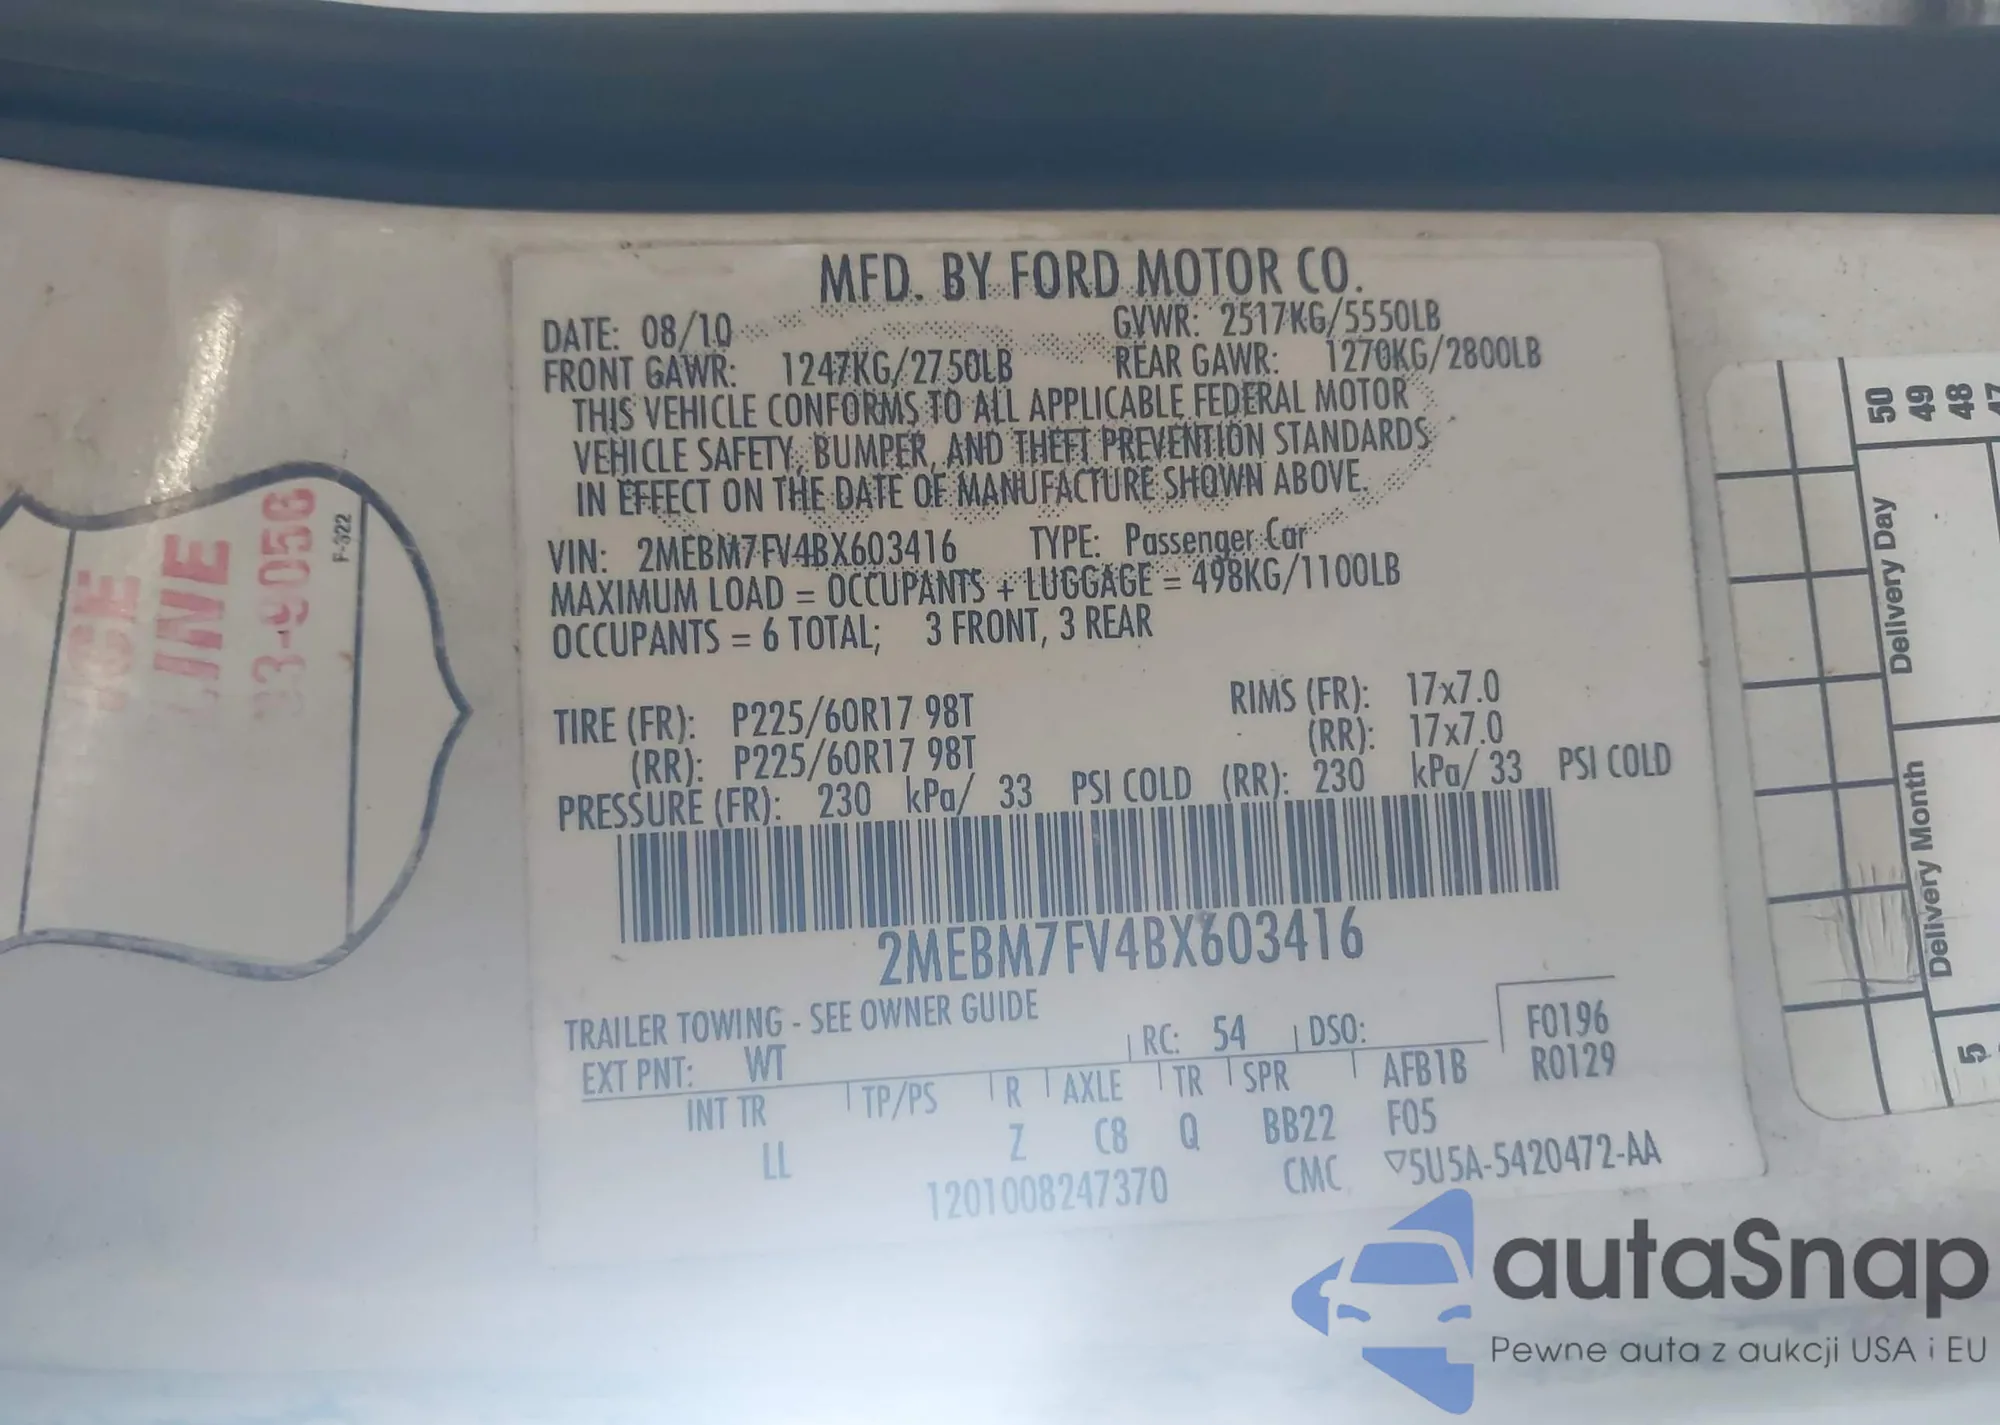 MFD. BY FORD MOTOR CO.
DATE: 08/10 GVWR: 2517KG/5550LB
FRONT GAWR: 1247KG/2750LB REAR GAWR: 1270KG/2800LB
THIS VEHICLE CONFORMS TO ALL APPLICABLE FEDERAL MOTOR
VEHICLE SAFETY, BUMPER, AND THEFT PREVENTION STANDARDS
IN EFFECT ON THE DATE OF MANUFACTURE SHOWN ABOVE.
VIN: 2MEBM7FV4BX603416 TYPE: Passenger Car
MAXIMUM LOAD = OCCUPANTS + LUGGAGE = 498KG/1100LB
OCCUPANTS = 6 TOTAL; 3 FRONT, 3 REAR
TIRE (FR): P225/60R17 98T RIMS (FR): 17x7.0
(RR): P225/60R17 98T (RR): 17x7.0
PRESSURE (FR): 230 kPa/ 33 PSI COLD (RR): 230 kPa/ 33 PSI COLD
2MEBM7FV4BX603416
TRAILER TOWING - SEE OWNER GUIDE
EXT PNT: WT RC: 54 DSO: F0196
INT TR TP/PS R AXLE TR SPR AFB1B R0129
LL Z C8 Q BB22 F05
1201008247370 CMC ▽5U5A-5420472-AA
LINE
F-322
50
49
48
47
Delivery Day
Delivery Month
5
autaSnap
Pewne auta z aukcji USA i EU